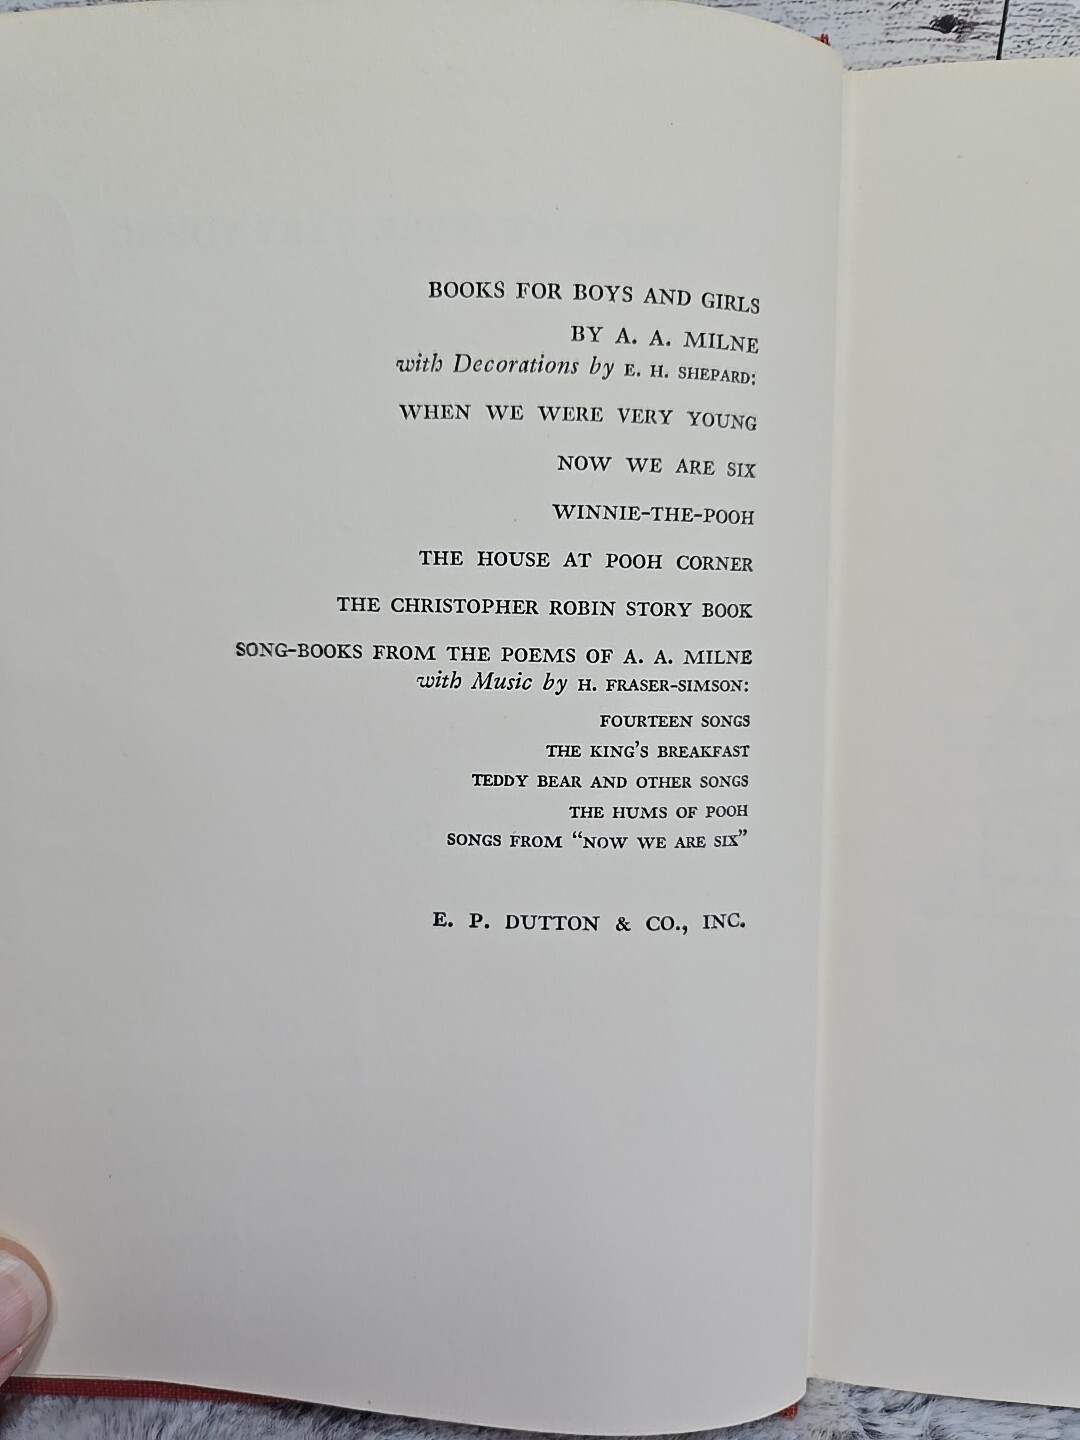 BOOKS FOR BOYS AND GIRLS
BY A. A. MILNE
with Decorations by E. H. SHEPARD:
WHEN WE WERE VERY YOUNG
NOW WE ARE SIX
WINNIE-THE-POOH
THE HOUSE AT POOH CORNER
THE CHRISTOPHER ROBIN STORY BOOK
SONG-BOOKS FROM THE POEMS OF A. A. MILNE
with Music by H. FRASER-SIMSON:
FOURTEEN SONGS
THE KING'S BREAKFAST
TEDDY BEAR AND OTHER SONGS
THE HUMS OF POOH
SONGS FROM “NOW WE ARE SIX”
E. P. DUTTON & CO., INC.